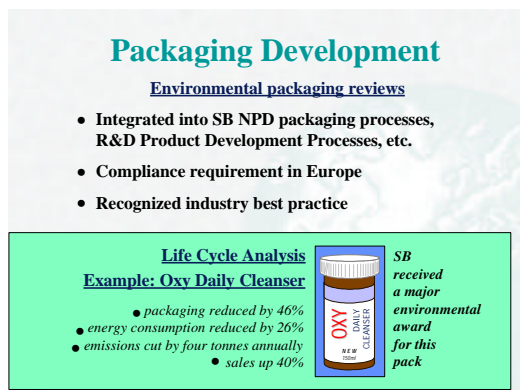 Packaging Development
Environmental packaging reviews
• Integrated into SB NPD packaging processes,
R&D Product Development Processes, etc.
• Compliance requirement in Europe
• Recognized industry best practice
Life Cycle Analysis
Example: Oxy Daily Cleanser
• packaging reduced by 46%
• energy consumption reduced by 26%
• emissions cut by four tonnes annually
• sales up 40%
OXY
DAILY
CLEANSER
NEW
150ml
SB
received
a major
environmental
award
for this
pack